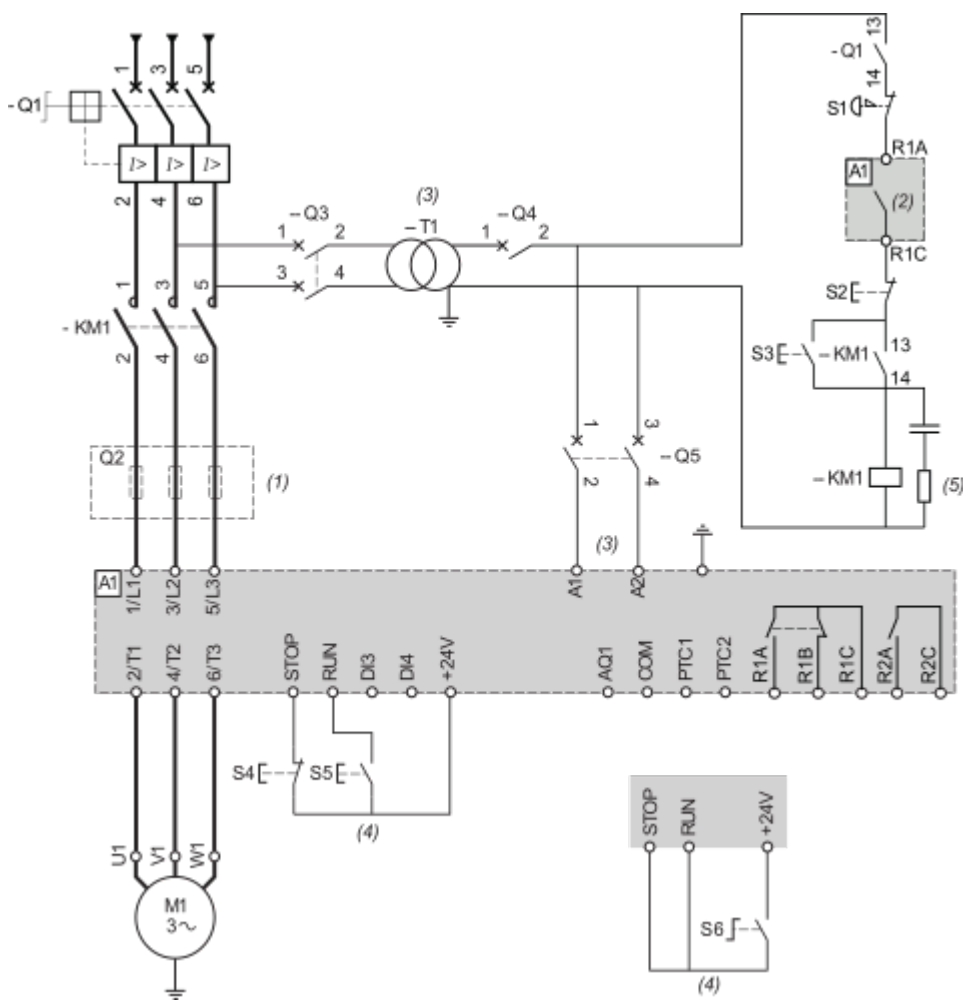 1 3 5
-Q1
I> I> I>
2 4 6
(3)
1 -Q3 2 -T1 1 -Q4 2
3 4
1 3 5
-KM1
2 4 6
Q2
(1)
1 3
-Q5
2 4
(3)
13
-Q1
14
S1
R1A
A1
(2)
R1C
S2
S3 -KM1 13
14
-KM1
(5)
A1
1/L1 3/L2 5/L3
A1 A2
2/T1 4/T2 6/T3
STOP RUN DI3 DI4 +24V
AQ1 COM PTC1 PTC2
R1A R1B R1C R2A R2C
S4 S5
(4)
U1 V1 W1
M1
3~
STOP RUN +24V
S6
(4)